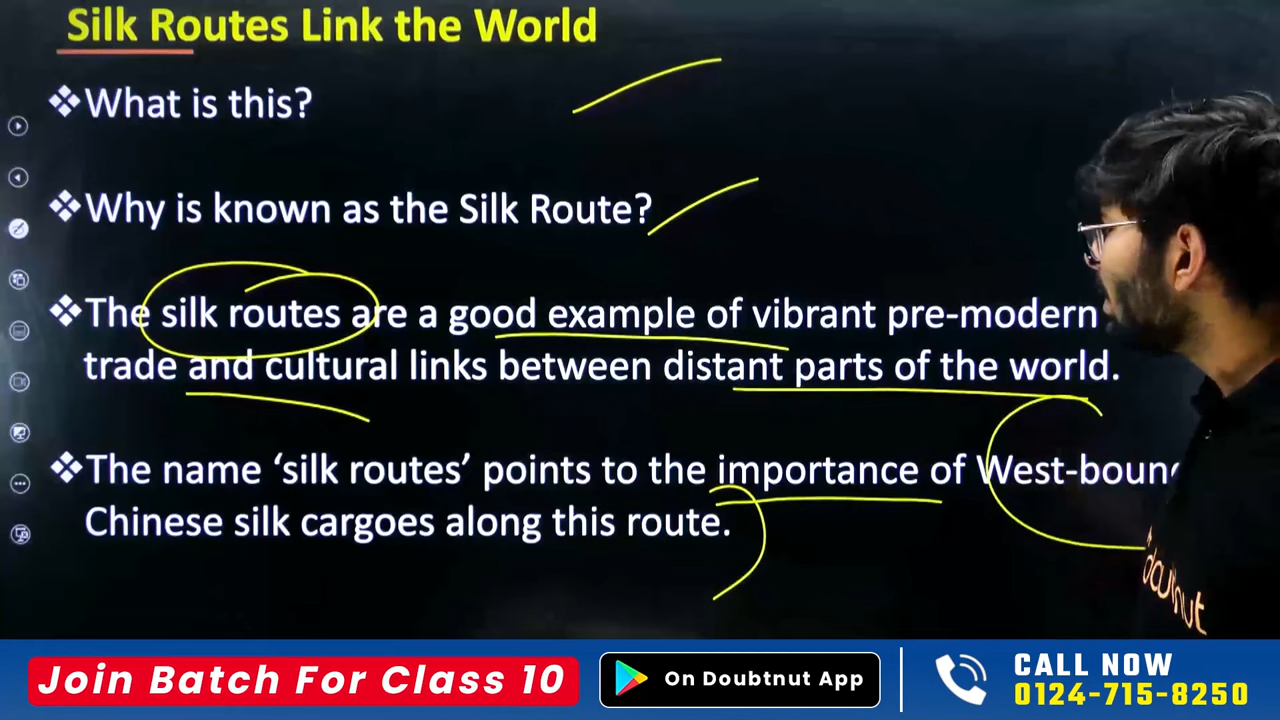 Silk Routes Link the World
❖What is this?
❖Why is known as the Silk Route?
❖The silk routes are a good example of vibrant pre-modern
trade and cultural links between distant parts of the world.
❖The name ‘silk routes’ points to the importance of West-boun
Chinese silk cargoes along this route.
doubtnut
Join Batch For Class 10
On Doubtnut App
CALL NOW
0124-715-8250